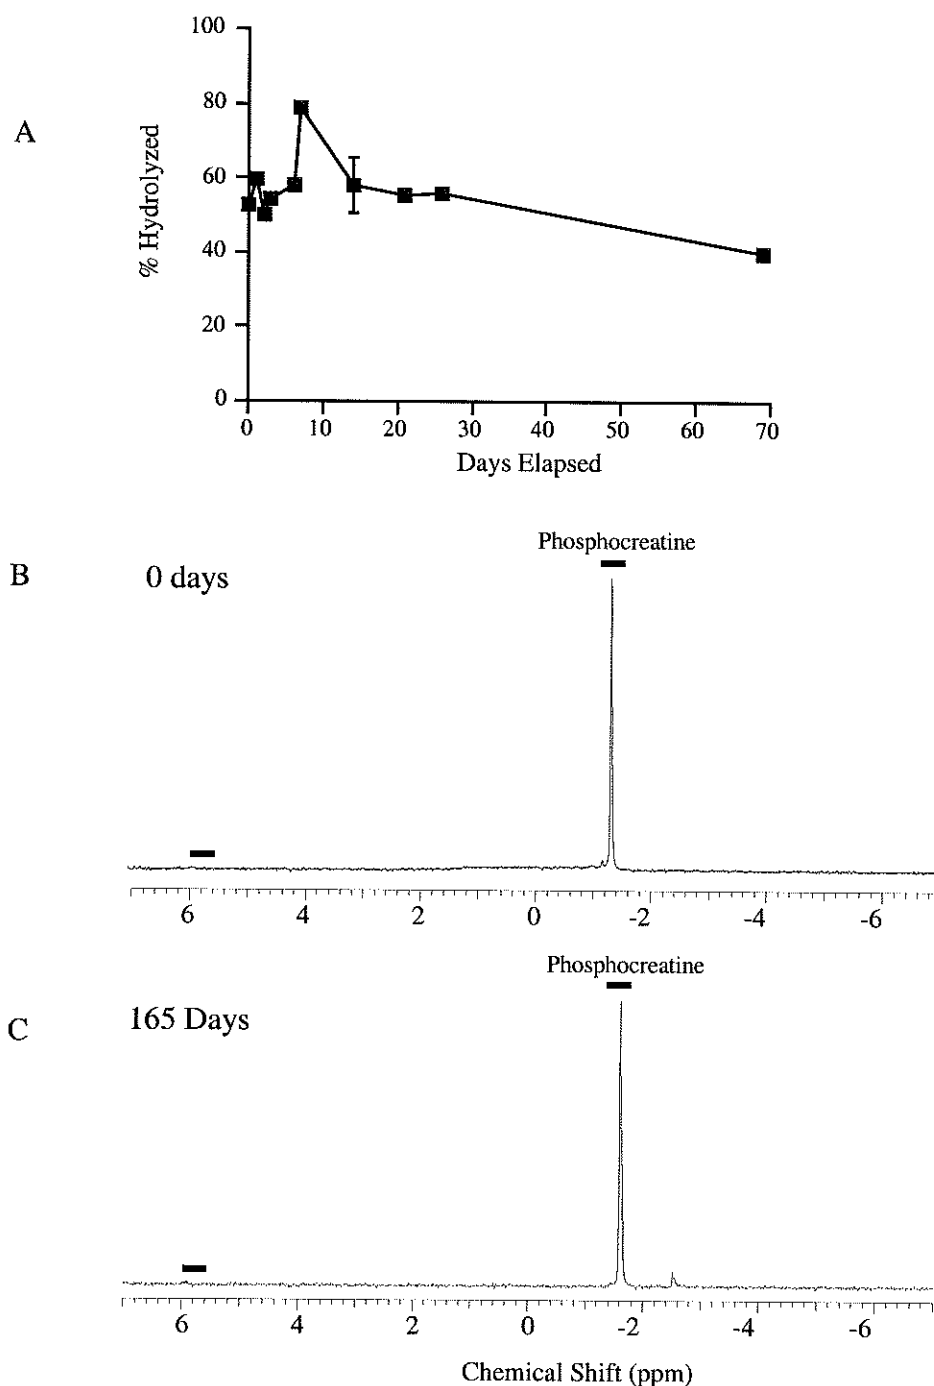 A
% Hydrolyzed
100
80
60
40
20
0
0 10 20 30 40 50 60 70
Days Elapsed
B
0 days
Phosphocreatine
6 4 2 0 -2 -4 -6
C
165 Days
Phosphocreatine
6 4 2 0 -2 -4 -6
Chemical Shift (ppm)